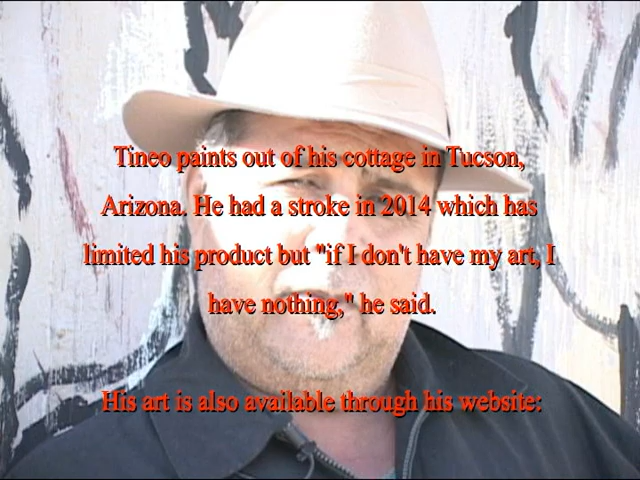 Tineo paints out of his cottage in Tucson,
Arizona. He had a stroke in 2014 which has
limited his product but "if I don't have my art, I
have nothing," he said.
His art is also available through his website: